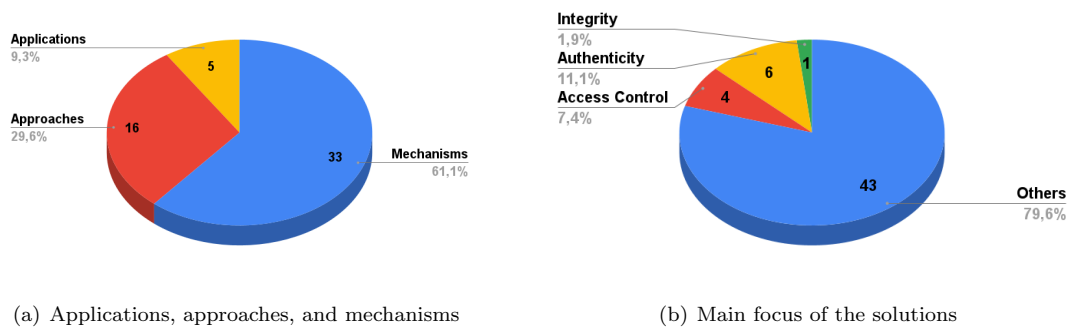 Applications
9,3%
5
Approaches
29,6%
16
33
Mechanisms
61,1%
(a) Applications, approaches, and mechanisms
Integrity
1,9%
1
Authenticity
11,1%
6
Access Control
7,4%
4
43
Others
79,6%
(b) Main focus of the solutions